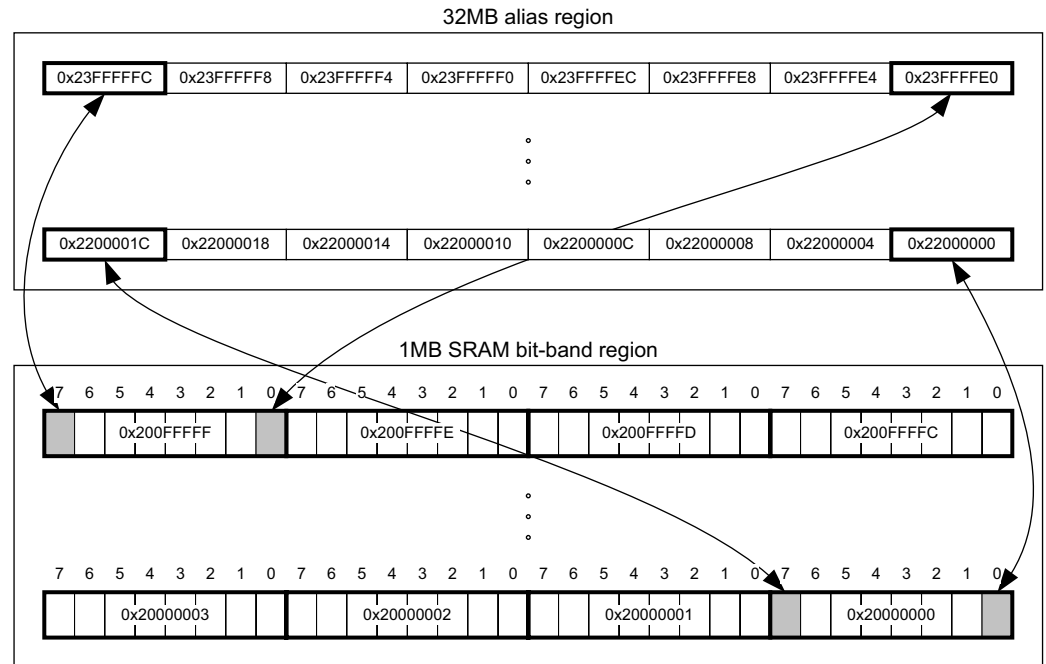 32MB alias region
0x23FFFFFC 0x23FFFFF8 0x23FFFFF4 0x23FFFFF0 0x23FFFFEC 0x23FFFFE8 0x23FFFFE4 0x23FFFFE0
0x2200001C 0x22000018 0x22000014 0x22000010 0x2200000C 0x22000008 0x22000004 0x22000000
1MB SRAM bit-band region
7 6 5 4 3 2 1 0 7 6 5 4 3 2 1 0 7 6 5 4 3 2 1 0 7 6 5 4 3 2 1 0
0x200FFFFF 0x200FFFFE 0x200FFFFD 0x200FFFFC
7 6 5 4 3 2 1 0 7 6 5 4 3 2 1 0 7 6 5 4 3 2 1 0 7 6 5 4 3 2 1 0
0x20000003 0x20000002 0x20000001 0x20000000